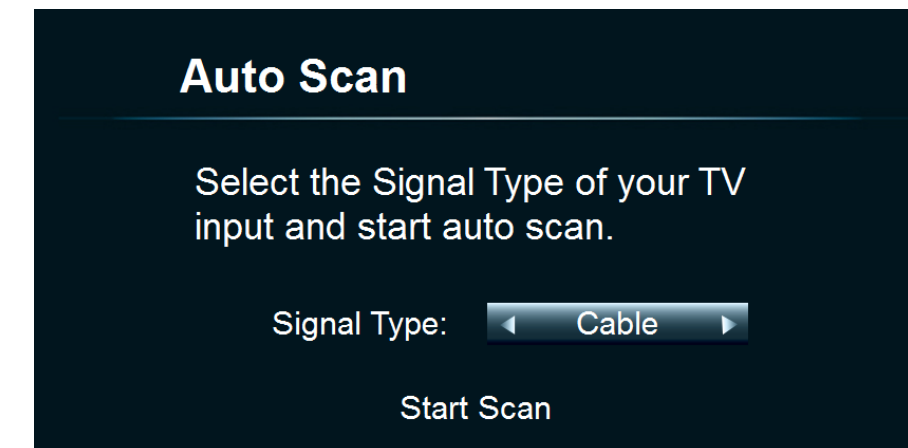 Auto Scan
Select the Signal Type of your TV
input and start auto scan.
Signal Type: Cable
Start Scan